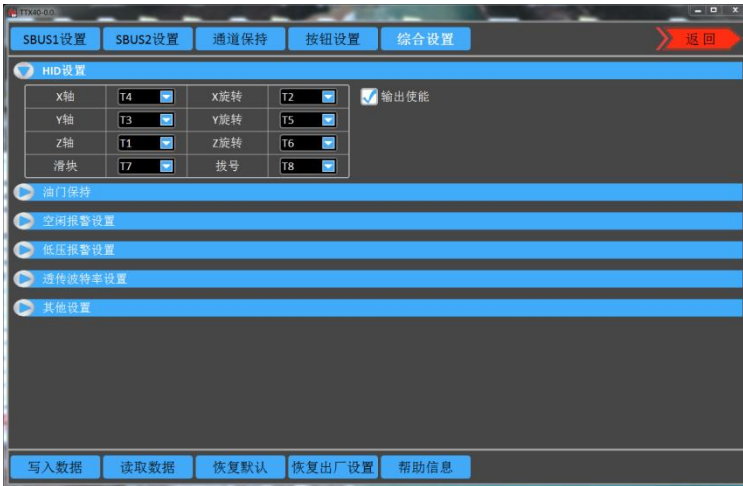 TTX40-0.0.
SBUS1设置 SBUS2设置 通道保持 按钮设置 综合设置 返回
HID设置
X轴 T4 X旋转 T2 输出使能
Y轴 T3 Y旋转 T5
Z轴 T1 Z旋转 T6
滑块 T7 拨号 T8
油门保持
空闲报警设置
低压报警设置
透传波特率设置
其他设置
写入数据 读取数据 恢复默认 恢复出厂设置 帮助信息